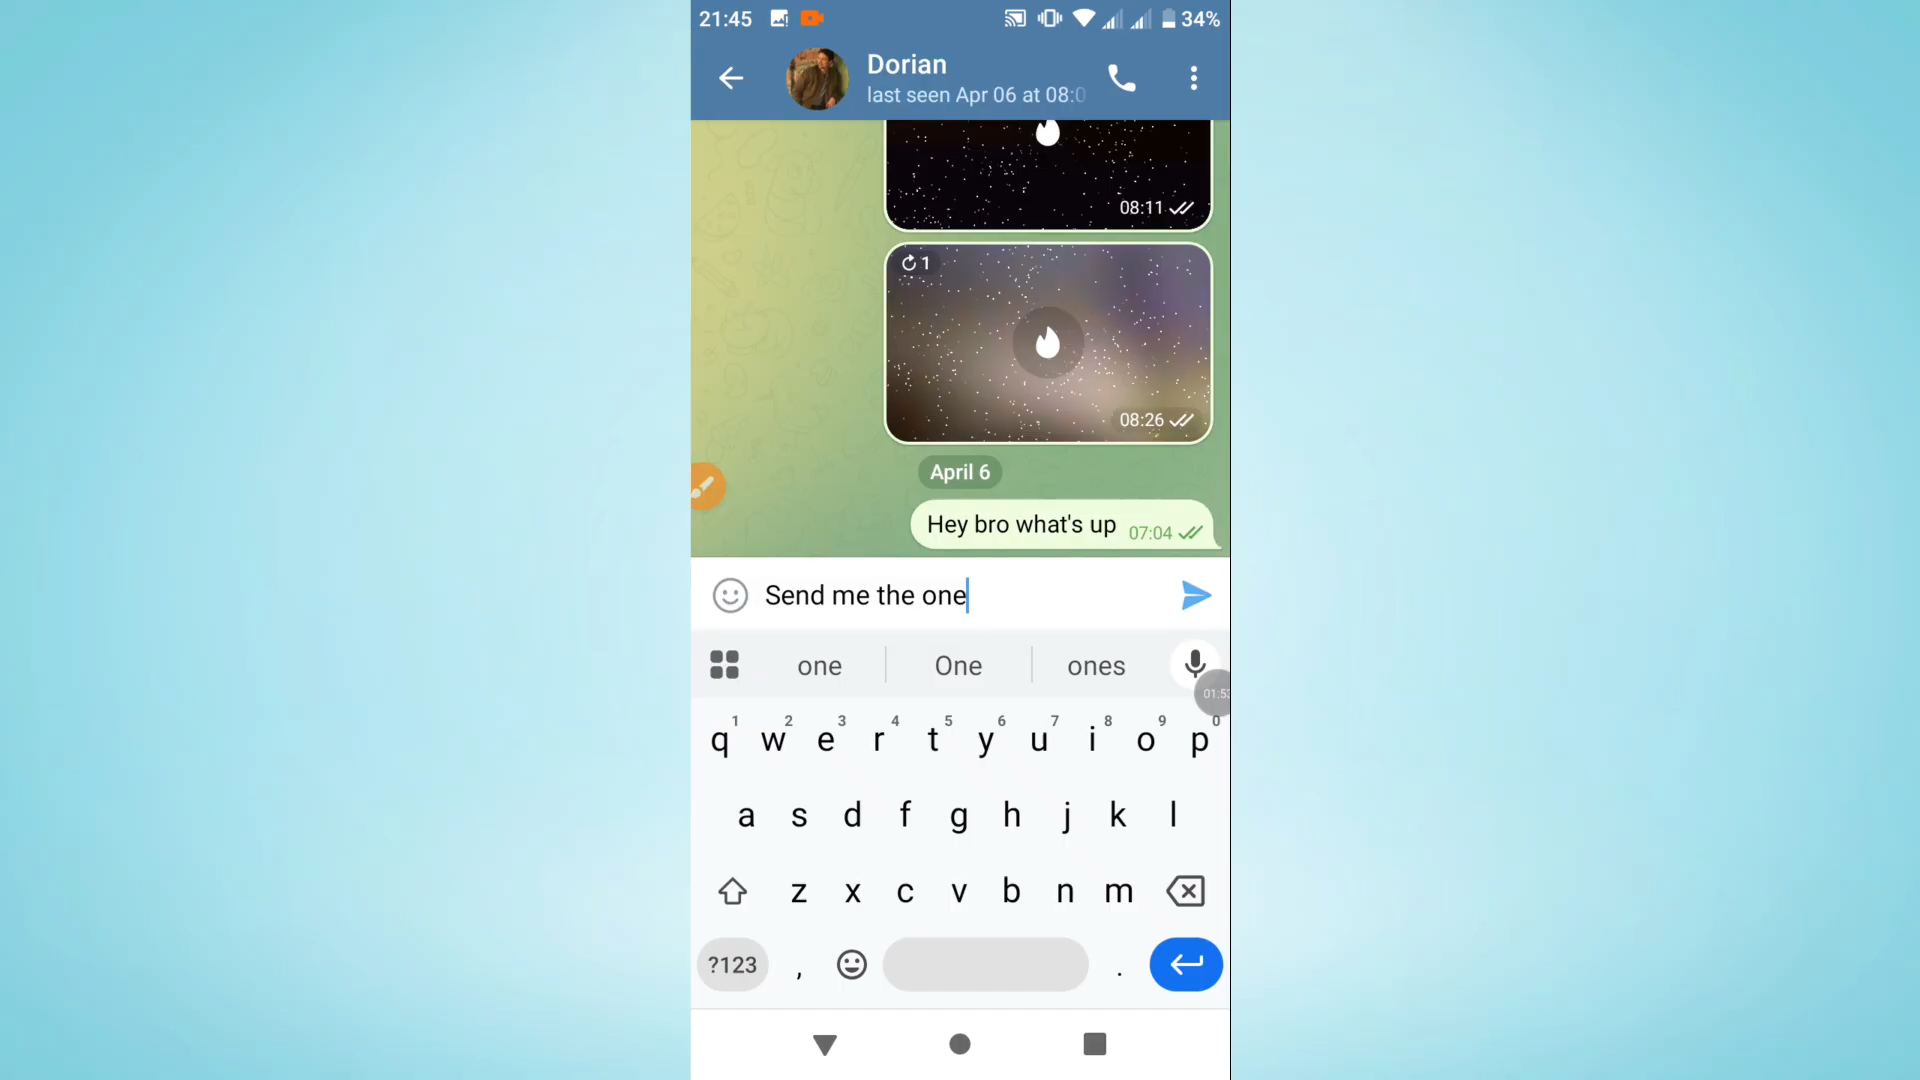 21:45
34%
Dorian
last seen Apr 06 at 08:0
08:11
1
08:26
April 6
Hey bro what's up 07:04
Send me the one
one One ones
01:53
1 2 3 4 5 6 7 8 9 0
q w e r t y u i o p
a s d f g h j k l
z x c v b n m
?123 , .